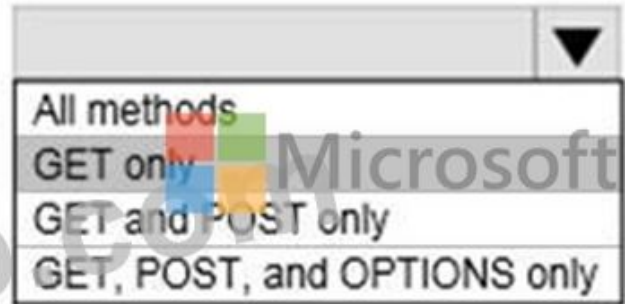 All methods
GET only
Microsoft
GET and POST only
GET, POST, and OPTIONS only